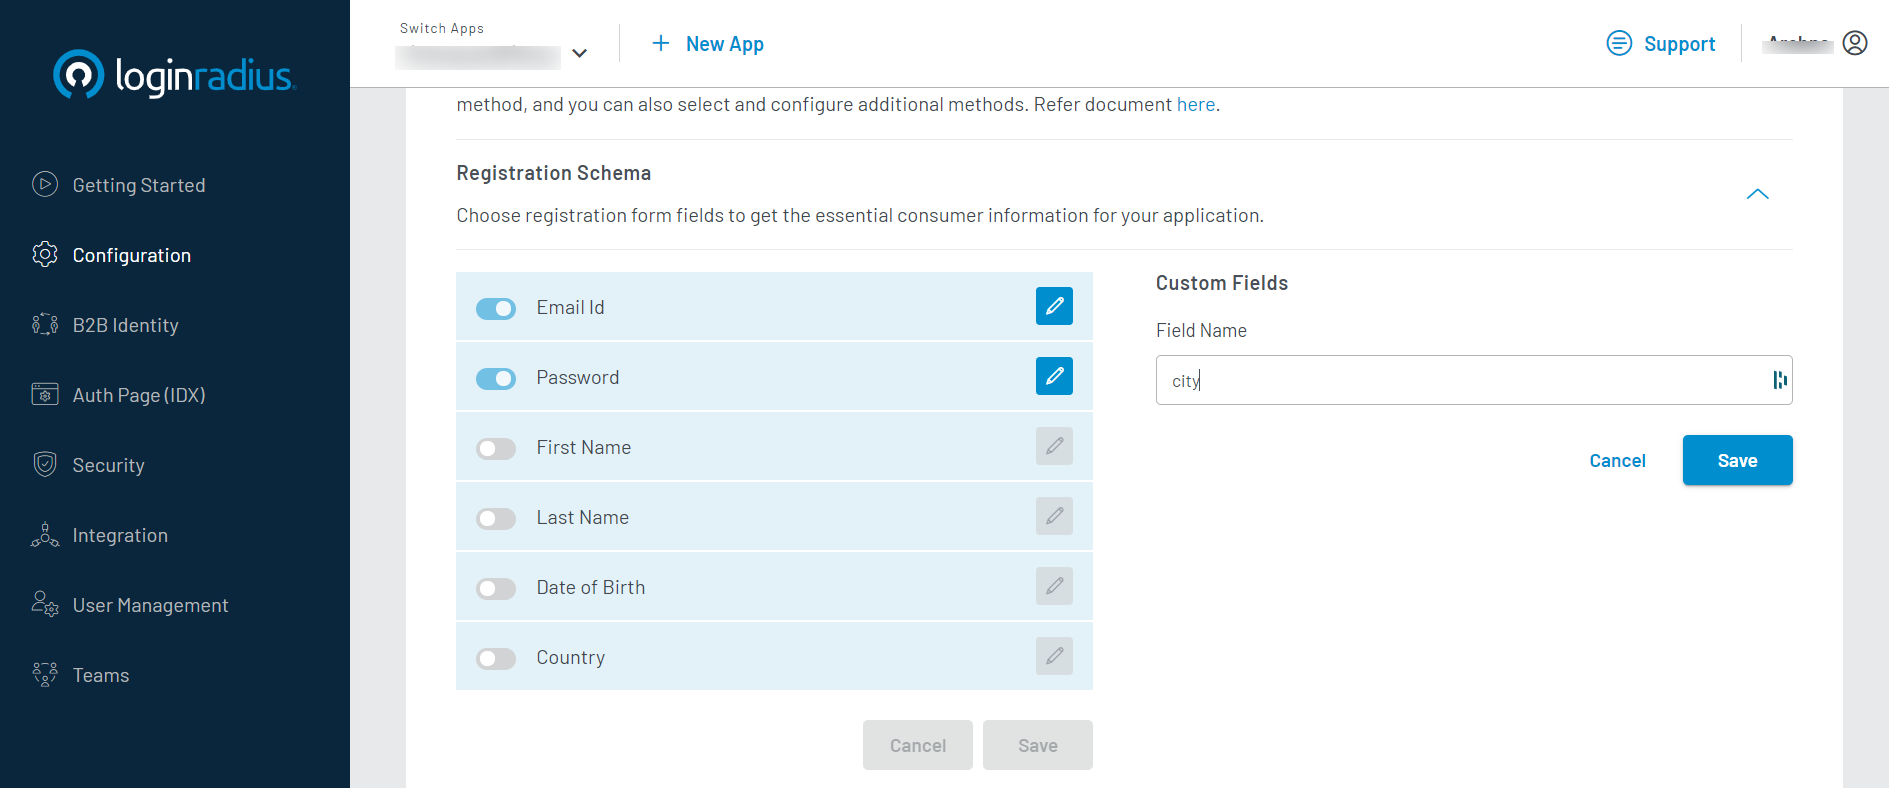 loginradius
Switch Apps
New App
Support
Getting Started
Configuration
B2B Identity
Auth Page (IDX)
Security
Integration
User Management
Teams
method, and you can also select and configure additional methods. Refer document here.
Registration Schema
Choose registration form fields to get the essential consumer information for your application.
Email Id
Password
First Name
Last Name
Date of Birth
Country
Cancel Save
Custom Fields
Field Name
city
Cancel Save